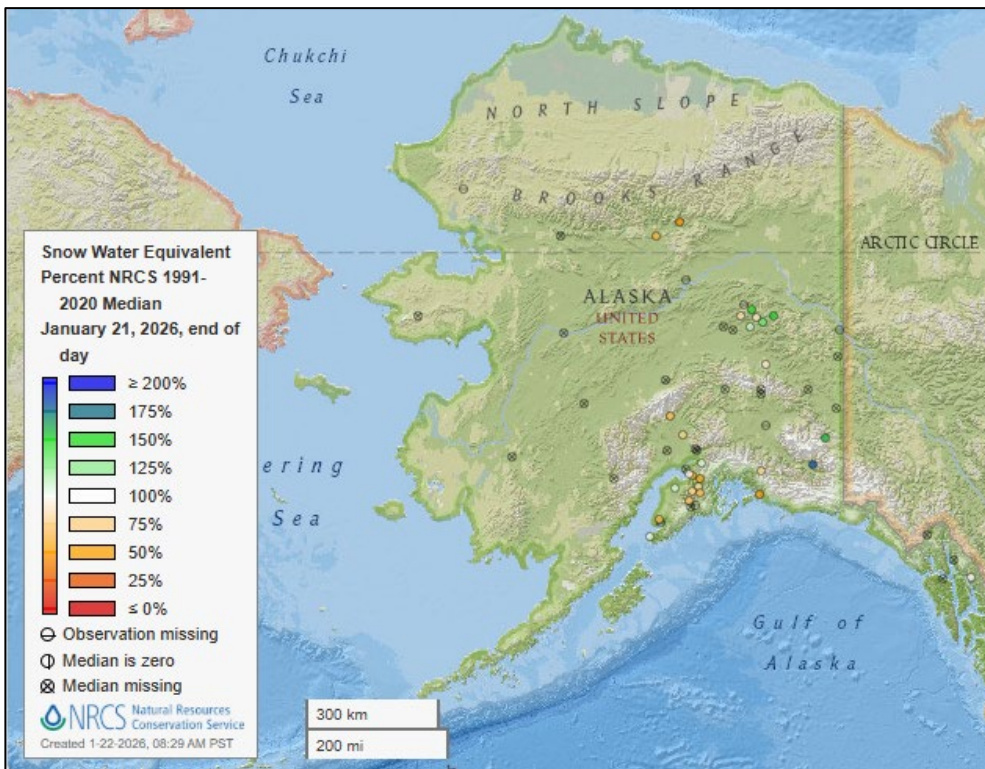 Chukchi
Sea
NORTH SLOPE
BROOKS RANGE
ARCTIC CIRCLE
ALASKA
UNITED
STATES
ering
Sea
Gulf of
Alaska
Snow Water Equivalent
Percent NRCS 1991-
2020 Median
January 21, 2026, end of
day
≥ 200%
175%
150%
125%
100%
75%
50%
25%
≤ 0%
Observation missing
Median is zero
Median missing
NRCS Natural Resources
Conservation Service
Created 1-22-2026, 08:29 AM PST
300 km
200 mi